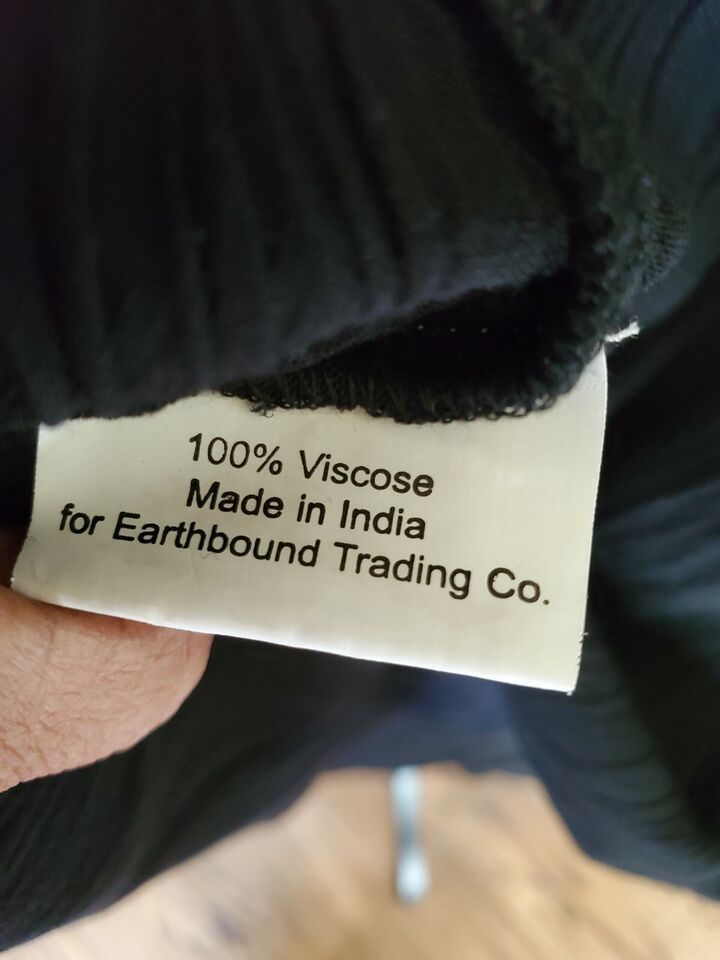 100% Viscose
Made in India
for Earthbound Trading Co.